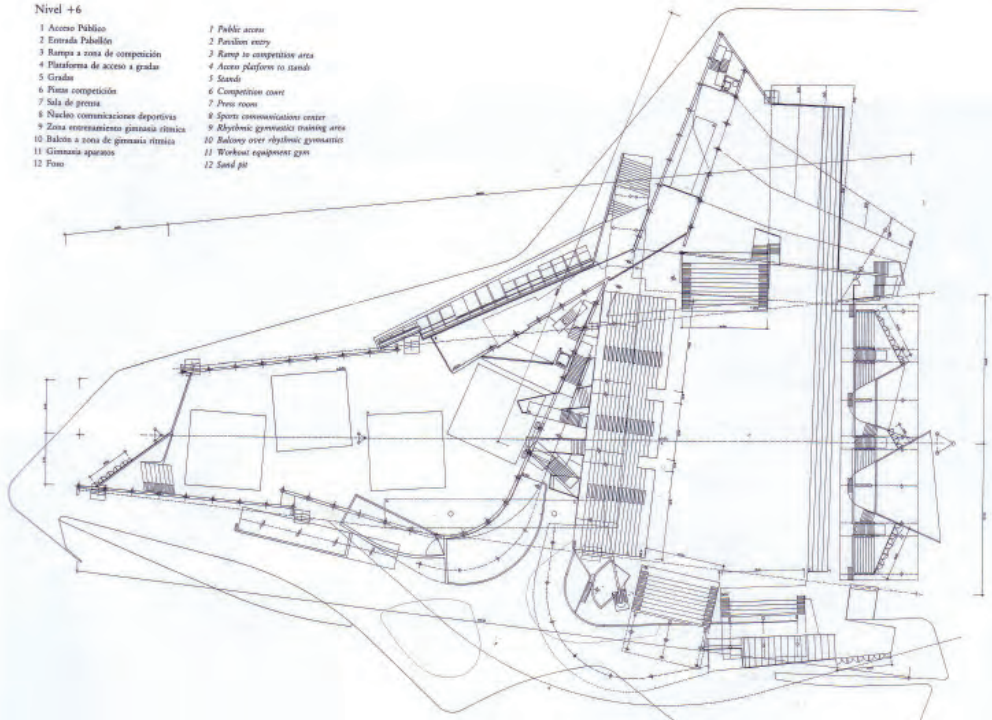 Nivel +6
1 Acceso Público
2 Entrada Pabellón
3 Rampa a zona de competición
4 Plataforma de acceso a gradas
5 Gradas
6 Pistas competición
7 Sala de prensa
8 Núcleo comunicaciones deportivas
9 Zona entrenamiento gimnasia rítmica
10 Balcón a zona de gimnasia rítmica
11 Gimnasia aparatos
12 Foso
1 Public access
2 Pavilion entry
3 Ramp to competition area
4 Access platform to stands
5 Stands
6 Competition court
7 Press room
8 Sports communications center
9 Rhythmic gymnastics training area
10 Balcony over rhythmic gymnastics
11 Workout equipment gym
12 Sand pit